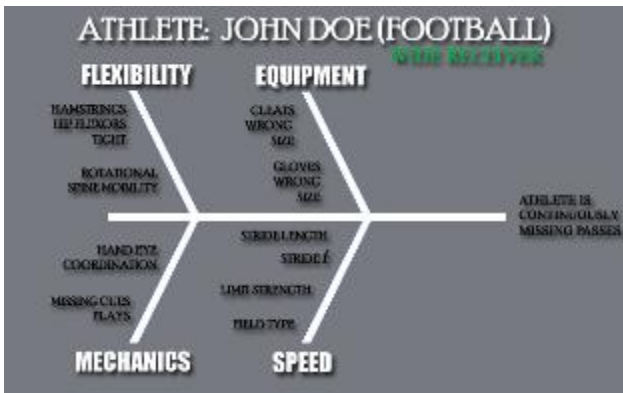 ATHLETE: JOHN DOE (FOOTBALL)
WIDE RECEIVER
FLEXIBILITY
EQUIPMENT
HAMSTRINGS
HIP FLEXORS
TIGHT
ROTATIONAL
SPINE MOBILITY
CLEATS
WRONG
SIZE
GLOVES
WRONG
SIZE
ATHLETE IS
CONTINUOUSLY
MISSING PASSES
HAND EYE
COORDINATION
MISSING CUES
PLAYS
STRIDE LENGTH
STRIDE É
LIMIT STRENGTH
FIELD TYPE
MECHANICS
SPEED